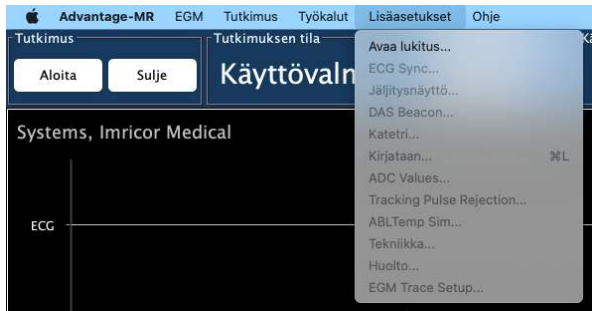 Advantage-MR EGM Tutkimus Työkalut Lisäasetukset Ohje
Tutkimus
Tutkimuksen tila
Aloita
Sulje
Käyttövaln
Avaa lukitus...
ECG Sync...
Jäljitysnäyttö...
DAS Beacon...
Katetri...
Kirjataan... ⌘L
ADC Values...
Tracking Pulse Rejection...
ABLTemp Sim...
Tekniikka...
Huolto...
EGM Trace Setup...
Systems, Imricor Medical
ECG